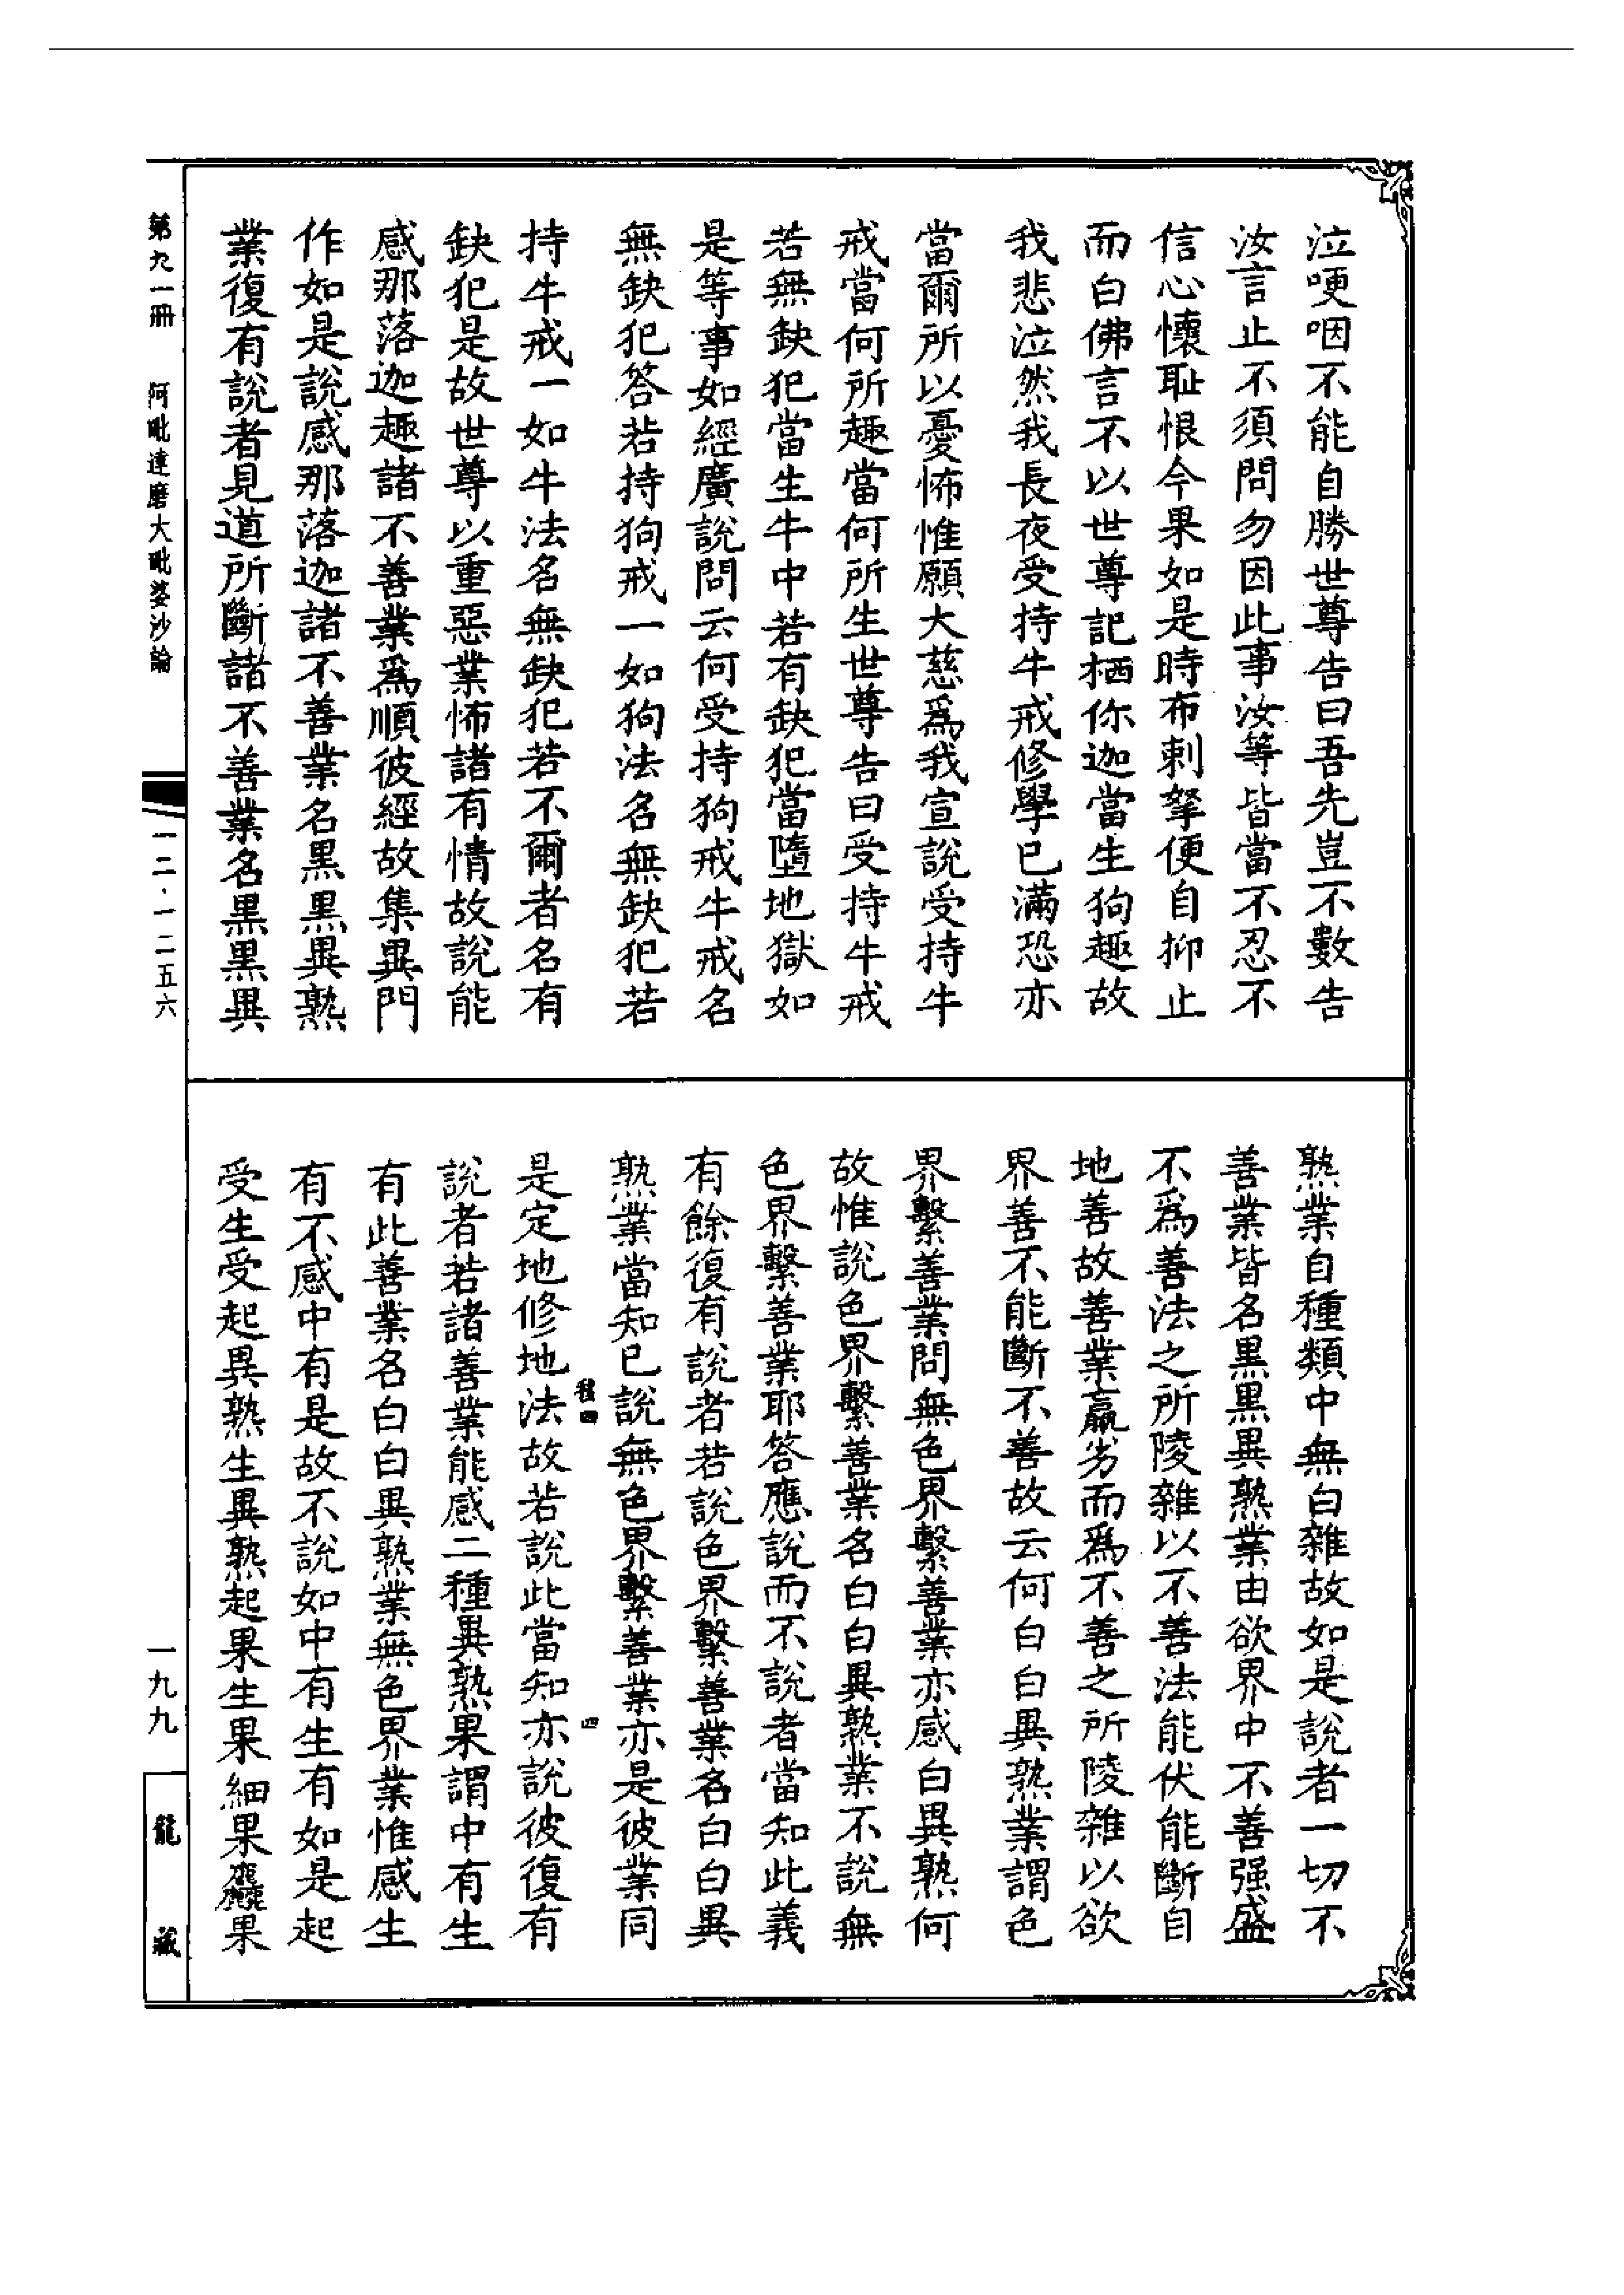 泣哽咽不能自勝世尊告曰吾先豈不數告
汝言止不須問勿因此事汝等皆當不忍不
信心懷恥恨今果如是時布剌拏便自抑止
而白佛言不以世尊記栖你迦當生狗趣故
我悲泣然我長夜受持牛戒修學已滿恐亦
當爾所以憂怖惟願大慈爲我宣說受持牛
戒當何所趣當何所生世尊告曰受持牛戒
若無缺犯當生牛中若有缺犯當墮地獄如
是等事如經廣說問云何受持狗戒牛戒名
無缺犯答若持狗戒一如狗法名無缺犯若
持牛戒一如牛法名無缺犯若不爾者名有
缺犯是故世尊以重惡業怖諸有情故說能
感那落迦趣諸不善業爲順彼經故集異門
作如是說感那落迦諸不善業名黑黑異熟
業復有說者見道所斷諸不善業名黑黑異
熟業自種類中無白雜故如是說者一切不
善業皆名黑黑異熟業由欲界中不善强盛
不爲善法之所陵雜以不善法能伏能斷自
地善故善業羸劣而爲不善之所陵雜以欲
界善不能斷不善故云何白白異熟業謂色
界繫善業問無色界繫善業亦感白異熟何
故惟說色界繫善業名白白異熟業不說無
色界繫善業耶答應說而不說者當知此義
有餘復有說者若說色界繫善業名白白異
熟業當知已說無色界繫善業亦是彼業同
是定地修地法故若說此當知亦說彼復有
說者若諸善業能感二種異熟果謂中有生
有此善業名白白異熟業無色界業惟感生
有不感中有是故不說如中有生有如是起
受生受起異熟生異熟起果生果細果麤果
第九一冊　阿毗達磨大毗婆沙論
一二·一二五六
一九九
龍藏